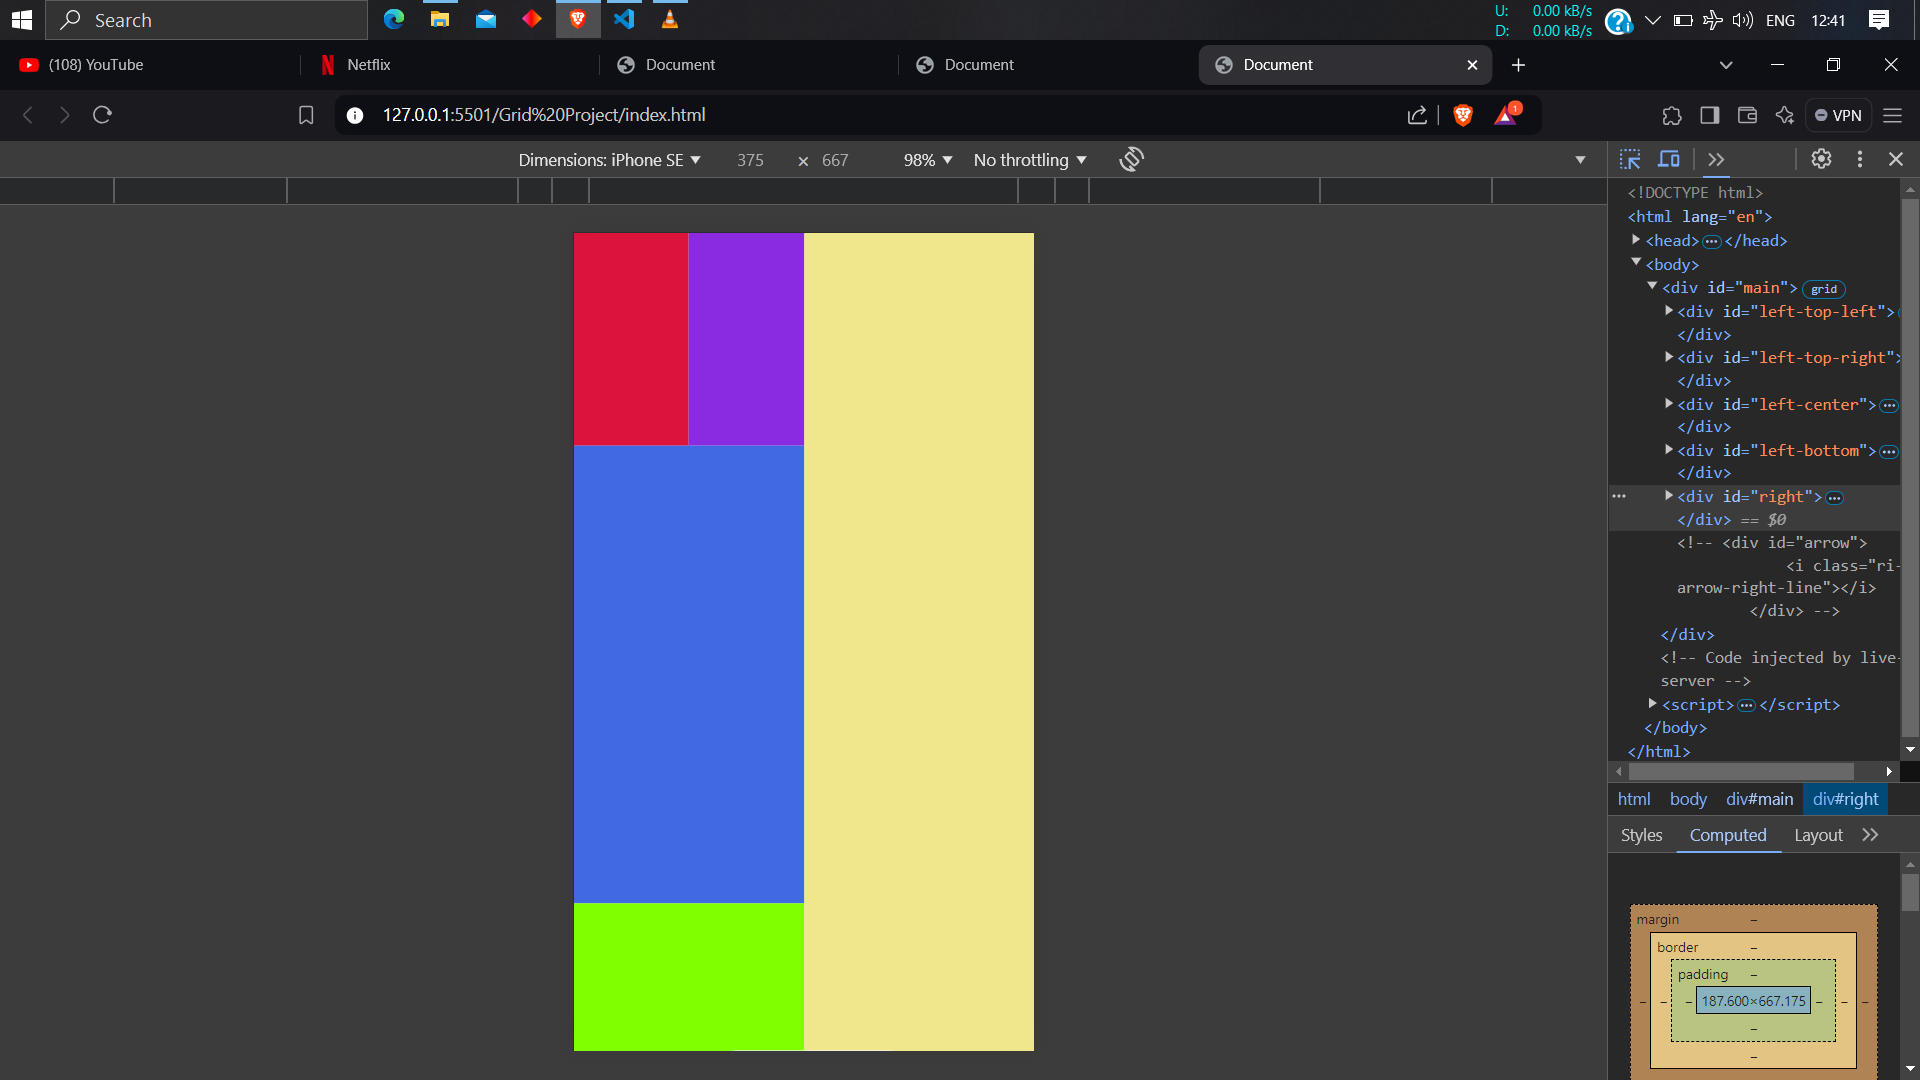 Search
U: 0.00 kB/s
D: 0.00 kB/s
ENG 12:41
(108) YouTube Netflix Document Document Document
127.0.0.1:5501/Grid%20Project/index.html 1 VPN
Dimensions: iPhone SE 375 × 667 98% No throttling
<!DOCTYPE html>
<html lang="en">
<head> </head>
<body>
<div id="main"> grid
<div id="left-top-left">
</div>
<div id="left-top-right">
</div>
<div id="left-center">
</div>
<div id="left-bottom">
</div>
<div id="right">
</div> == $0
<!-- <div id="arrow">
<i class="ri-
arrow-right-line"></i>
</div> -->
</div>
<!-- Code injected by live-
server -->
<script> </script>
</body>
</html>
html body div#main div#right
Styles Computed Layout
margin –
border –
padding –
– – – 187.600×667.175 – – –
–
–